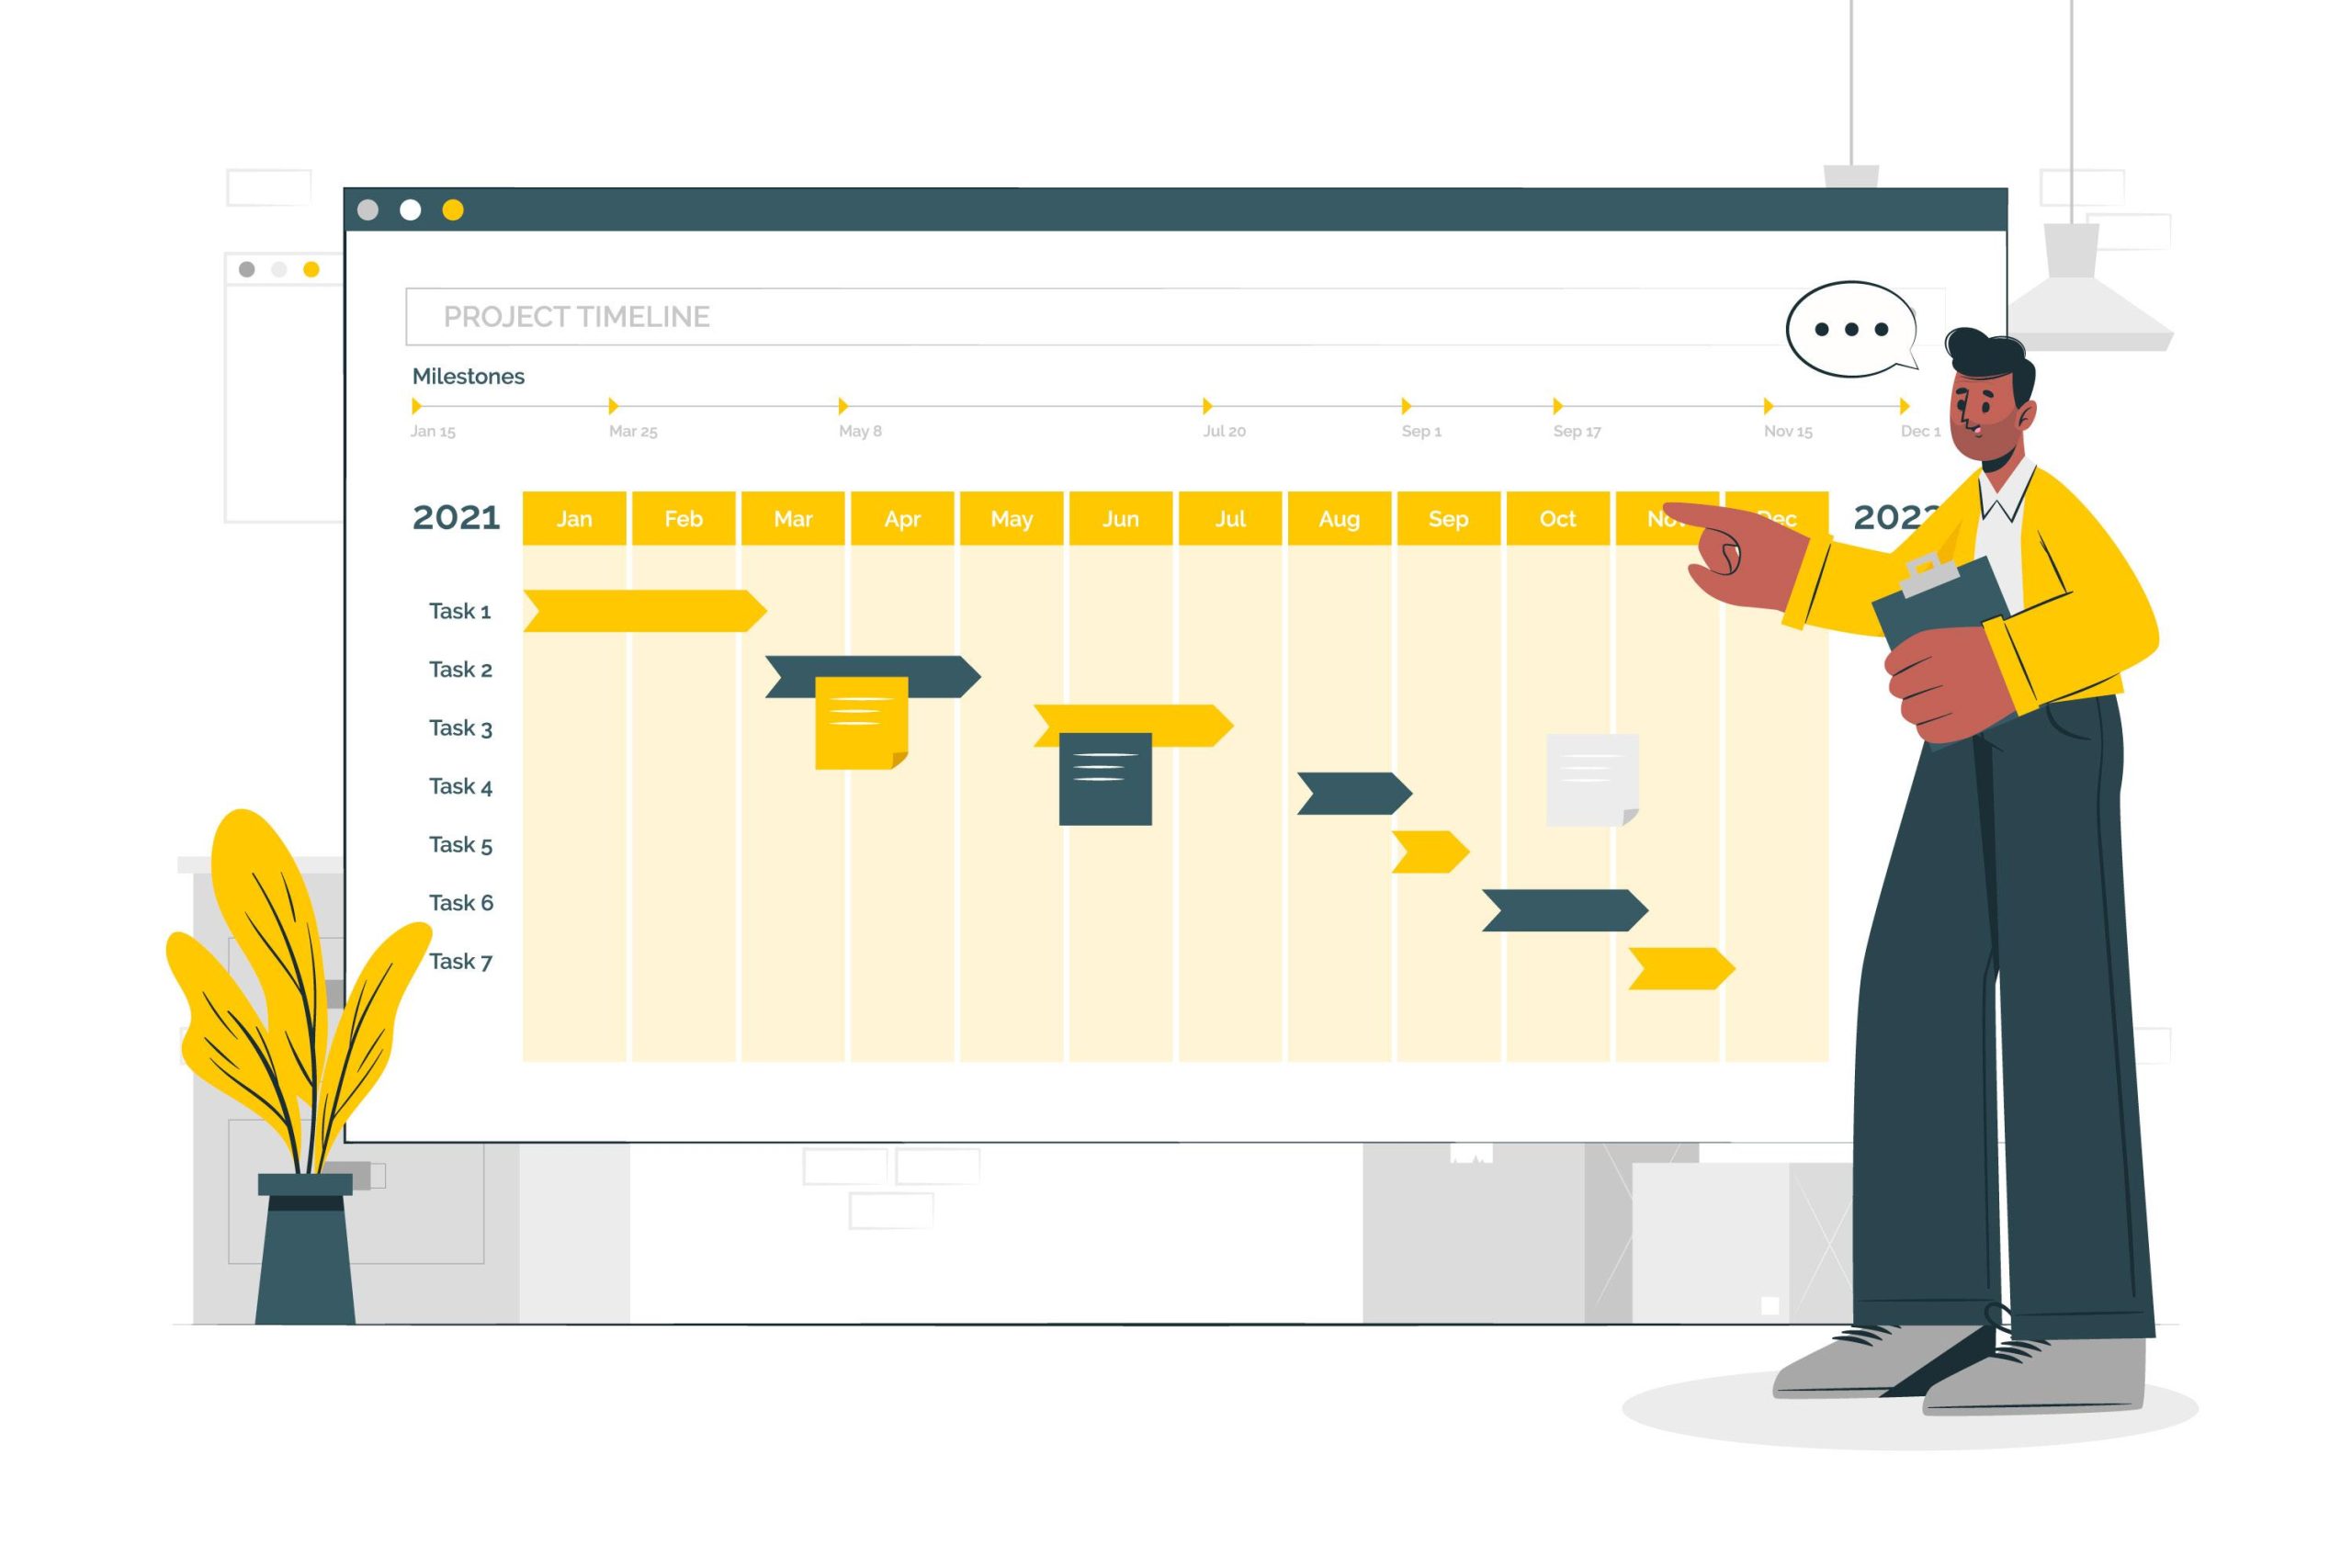 PROJECT TIMELINE
Milestones
Jan 15 Mar 25 May 8 Jul 20 Sep 1 Sep 17 Nov 15 Dec 1
2021 Jan Feb Mar Apr May Jun Jul Aug Sep Oct
Task 1
Task 2
Task 3
Task 4
Task 5
Task 6
Task 7